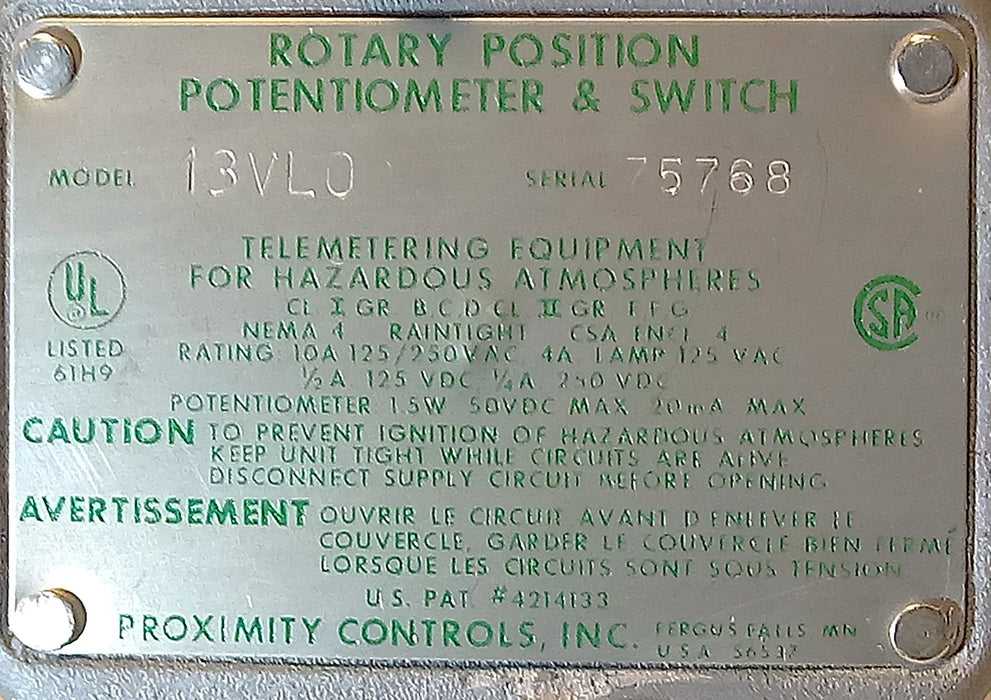 ROTARY POSITION
POTENTIOMETER & SWITCH
MODEL 13VL0 SERIAL 75768
TELEMETERING EQUIPMENT
FOR HAZARDOUS ATMOSPHERES
CL I GR B.C.D CL II GR E F G
NEMA 4 RAINTIGHT CSA ENCL 4
RATING: 10A 125/250VAC, 4A LAMP 125 VAC
½ A 125 VDC, ¼ A 250 VDC
POTENTIOMETER 1.5W 50VDC MAX 20mA MAX
UL
LISTED
61H9
CSA
CAUTION TO PREVENT IGNITION OF HAZARDOUS ATMOSPHERES
KEEP UNIT TIGHT WHILE CIRCUITS ARE ALIVE
DISCONNECT SUPPLY CIRCUIT BEFORE OPENING
AVERTISSEMENT OUVRIR LE CIRCUIT AVANT D'ENLEVER LE
COUVERCLE, GARDER LE COUVERCLE BIEN FERMÉ
LORSQUE LES CIRCUITS SONT SOUS TENSION
U.S. PAT. #4214133
PROXIMITY CONTROLS, INC. FERGUS FALLS MN
U.S.A. 56537